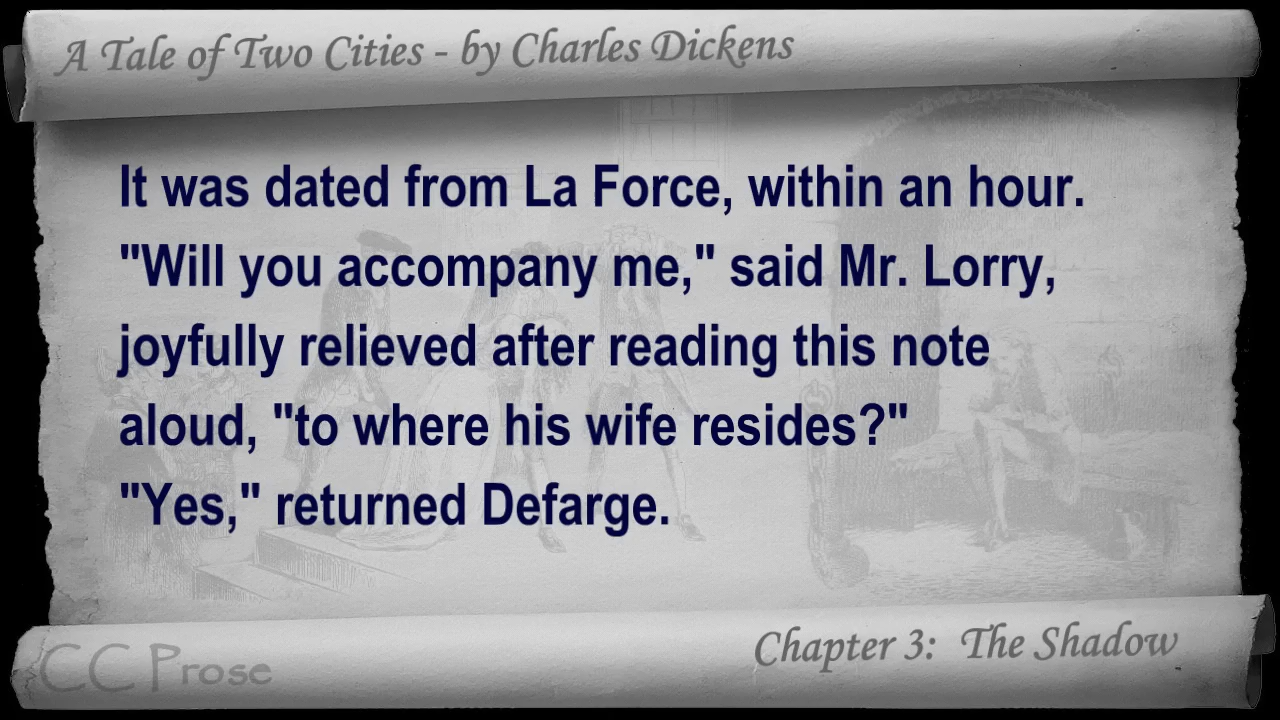 A Tale of Two Cities - by Charles Dickens
It was dated from La Force, within an hour.
"Will you accompany me," said Mr. Lorry,
joyfully relieved after reading this note
aloud, "to where his wife resides?"
"Yes," returned Defarge.
Chapter 3: The Shadow
CC Prose